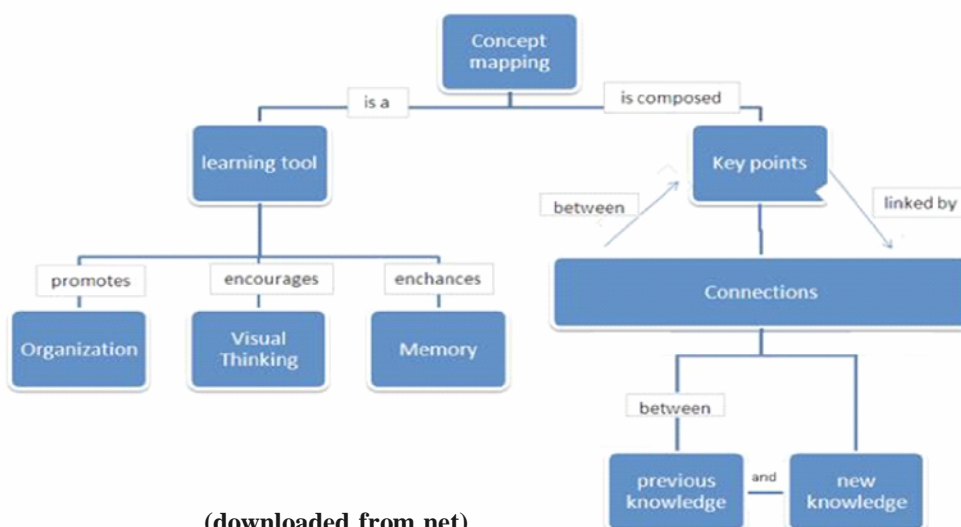 Concept
mapping
is a
is composed
learning tool
Key points
between
linked by
promotes
encourages
enchances
Connections
Organization
Visual
Thinking
Memory
between
previous
knowledge
and
new
knowledge
(downloaded from net)